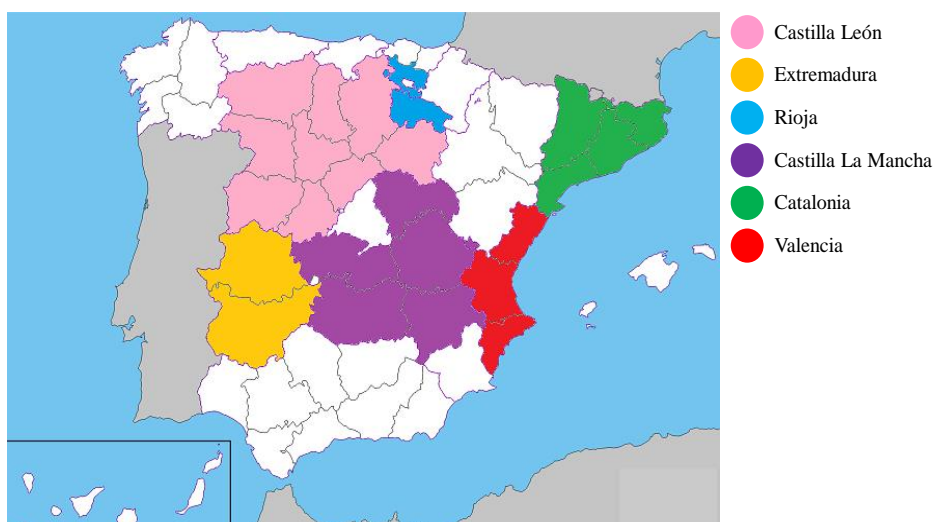 Castilla León
Extremadura
Rioja
Castilla La Mancha
Catalonia
Valencia